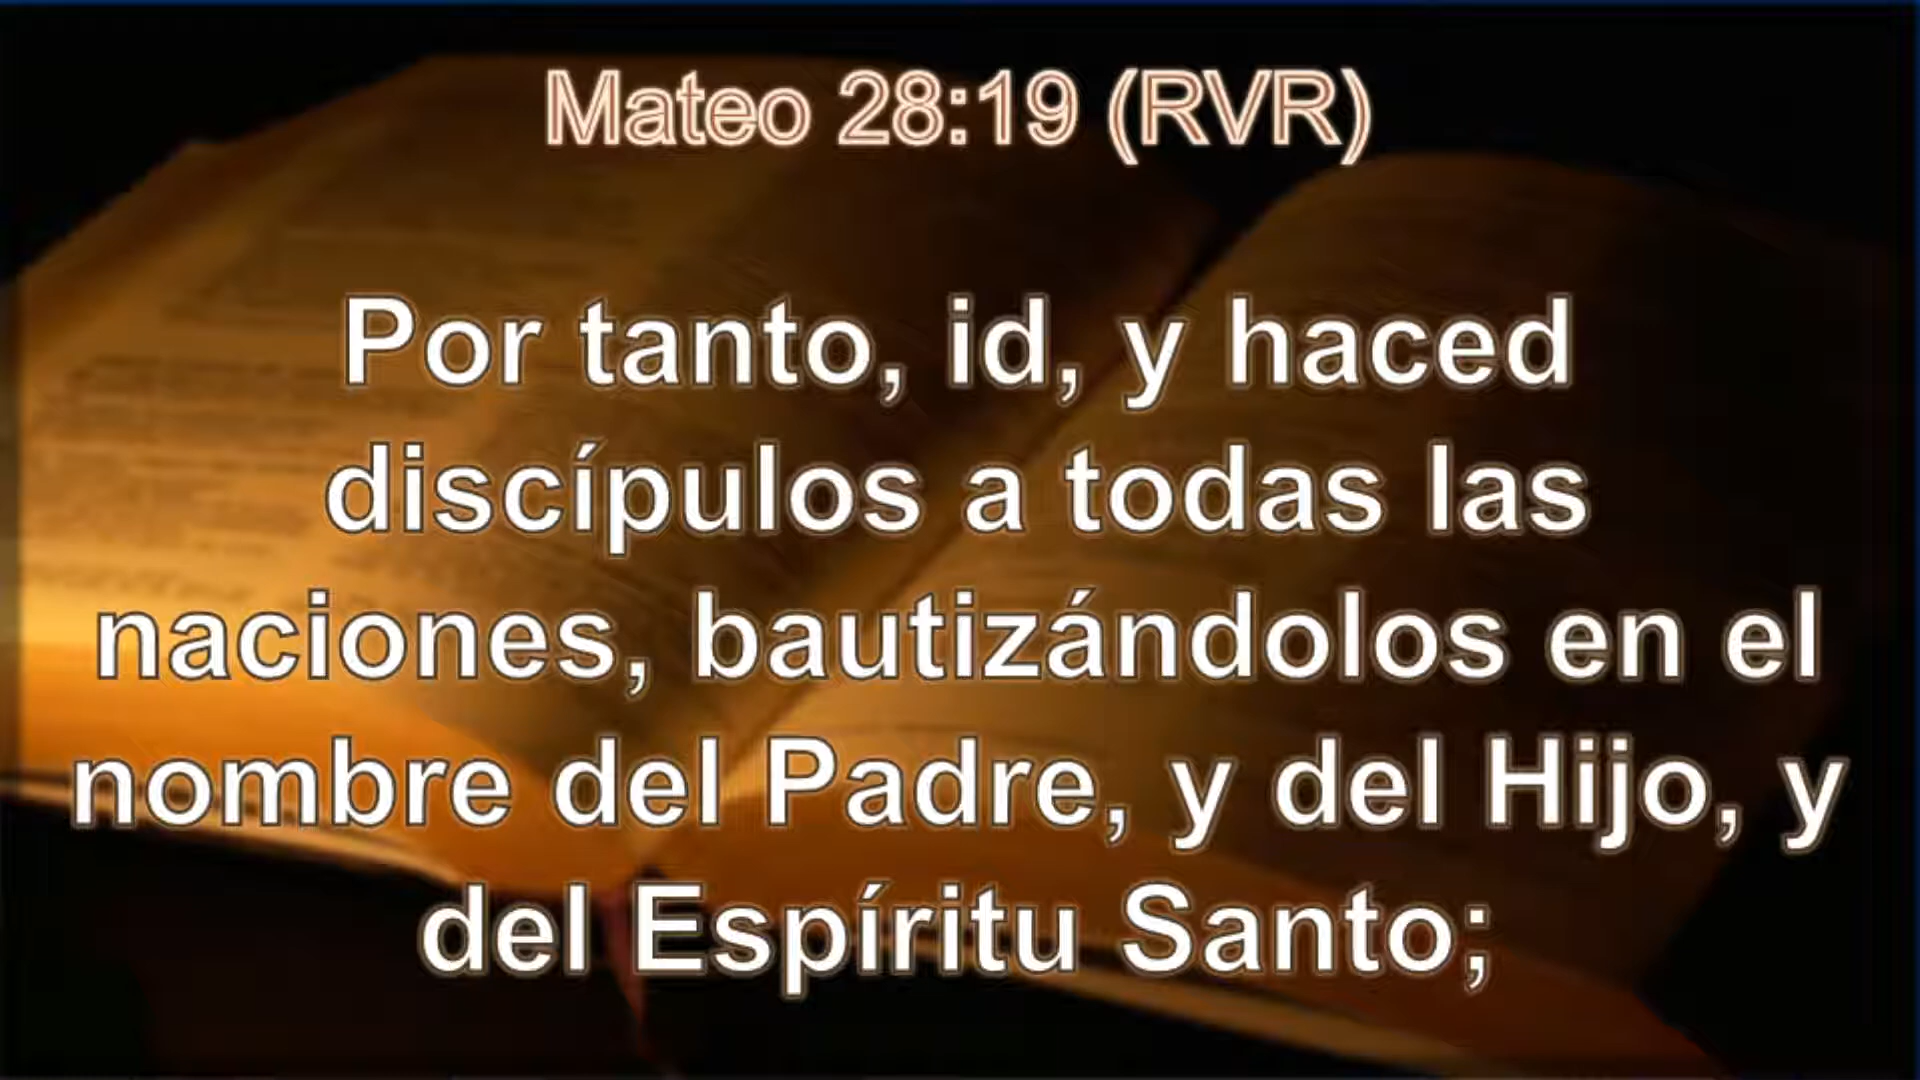 Mateo 28:19 (RVR)
Por tanto, id, y haced
discípulos a todas las
naciones, bautizándolos en el
nombre del Padre, y del Hijo, y
del Espíritu Santo;